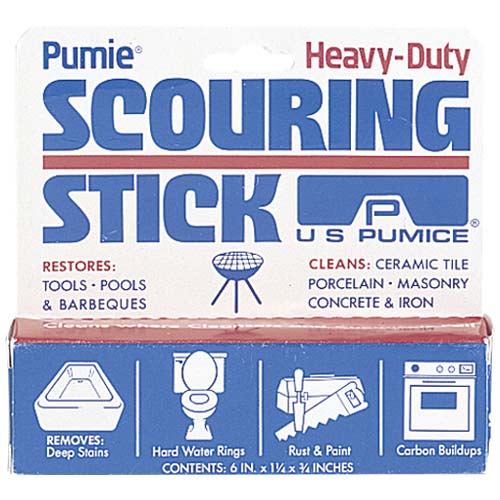 Pumie® Heavy-Duty
SCOURING
STICK
P
U S PUMICE®
RESTORES:
TOOLS · POOLS
& BARBEQUES
CLEANS: CERAMIC TILE
PORCELAIN · MASONRY
CONCRETE & IRON
REMOVES:
Deep Stains
Hard Water Rings
Rust & Paint
Carbon Buildups
CONTENTS: 6 IN. x 1¼ x ¾ INCHES